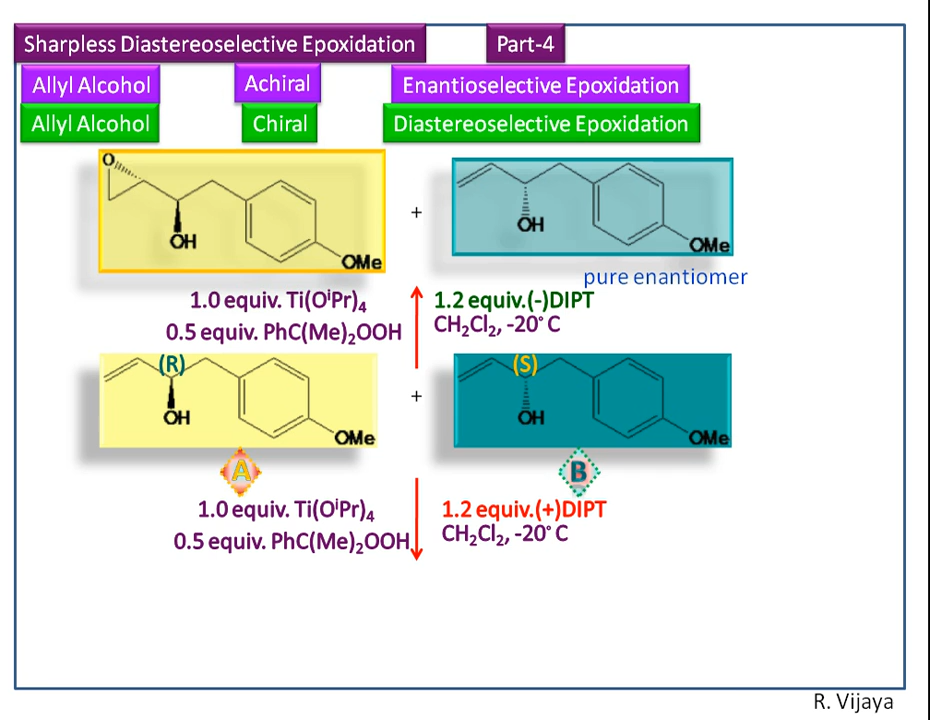 Sharpless Diastereoselective Epoxidation Part-4
Allyl Alcohol Achiral Enantioselective Epoxidation
Allyl Alcohol Chiral Diastereoselective Epoxidation
O
OH
OMe
+
OH
OMe
pure enantiomer
1.0 equiv. Ti(OⁱPr)₄ 1.2 equiv.(-)DIPT
0.5 equiv. PhC(Me)₂OOH CH₂Cl₂, -20° C
(R)
OH
OMe
+
(S)
OH
OMe
A B
1.0 equiv. Ti(OⁱPr)₄ 1.2 equiv.(+)DIPT
0.5 equiv. PhC(Me)₂OOH CH₂Cl₂, -20° C
R. Vijaya